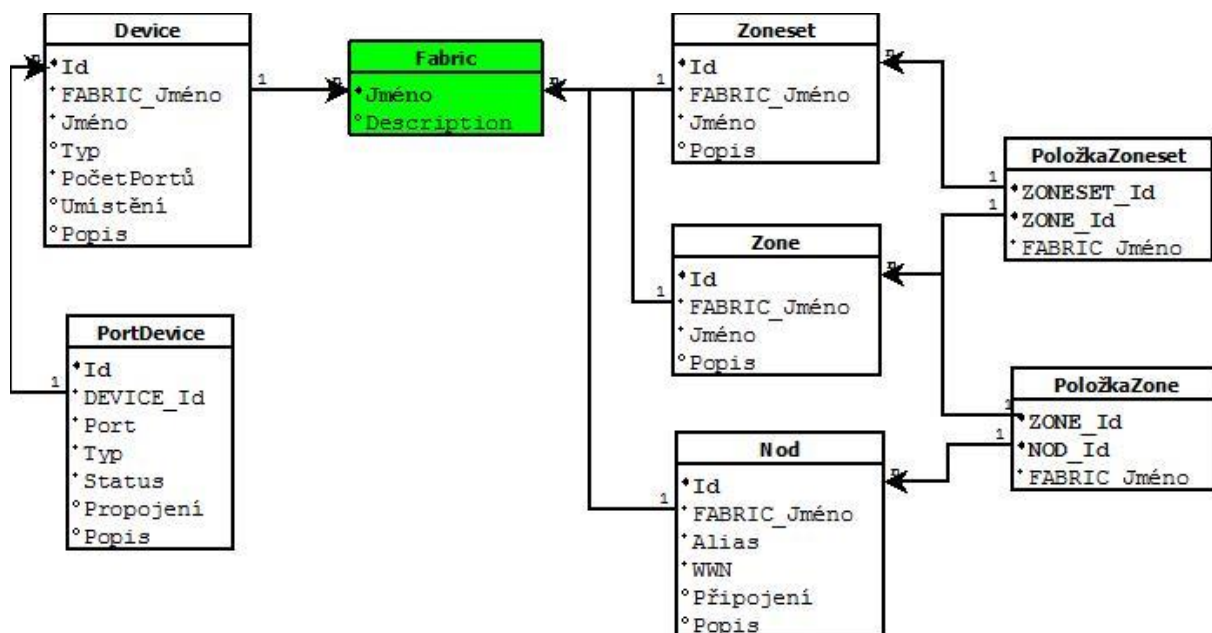 Device
Id
FABRIC_Jméno
Jméno
Typ
PočetPortů
Umístění
Popis
1
n
Fabric
Jméno
Description
n
1
Zoneset
Id
FABRIC_Jméno
Jméno
Popis
n
PoložkaZoneset
1
ZONESET_Id
1
ZONE_Id
FABRIC_Jméno
Zone
Id
FABRIC_Jméno
Jméno
Popis
1
n
PortDevice
Id
DEVICE_Id
Port
Typ
Status
Propojení
Popis
1
n
PoložkaZone
1
ZONE_Id
1
NOD_Id
FABRIC_Jméno
Nod
Id
FABRIC_Jméno
Alias
WWN
Připojení
Popis
1
n